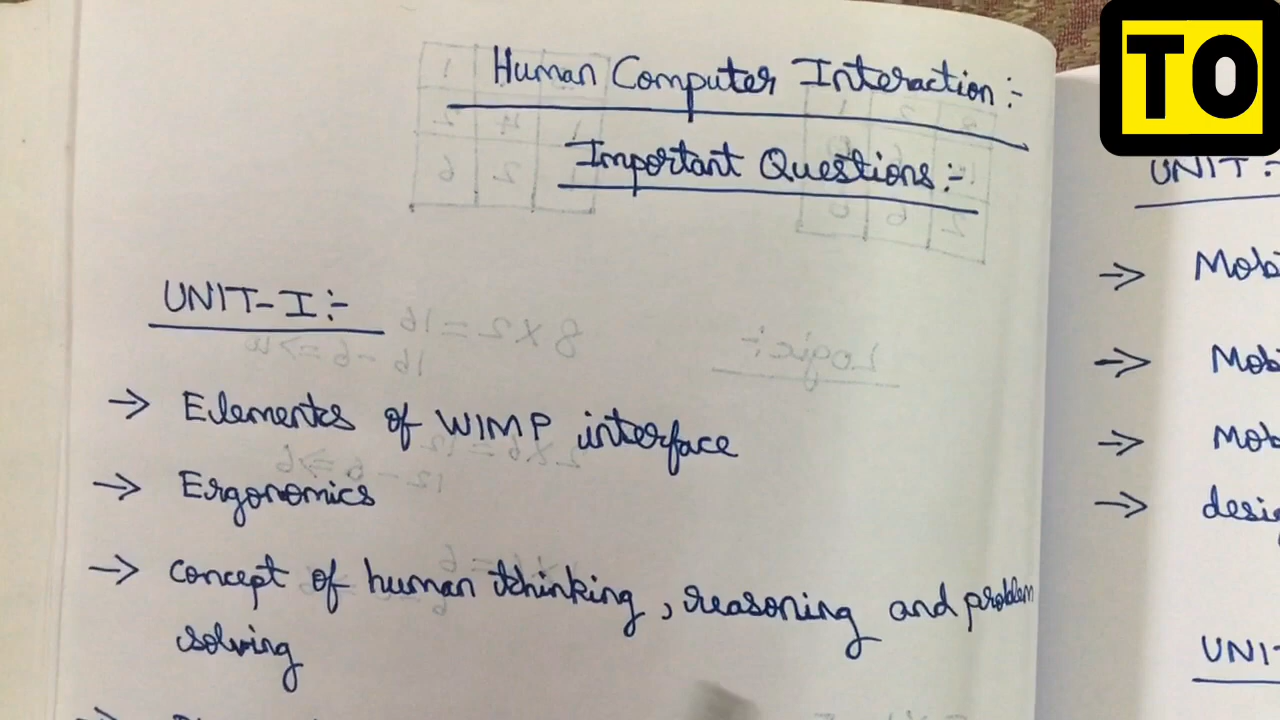 Human Computer Interaction :-
Important Questions :-
UNIT-I :-
→ Elements of WIMP interface
→ Ergonomics
→ concept of human thinking, reasoning and problem
solving
TO
UNIT :
→ Mob
→ Mob
→ Mob
→ desig
UNI